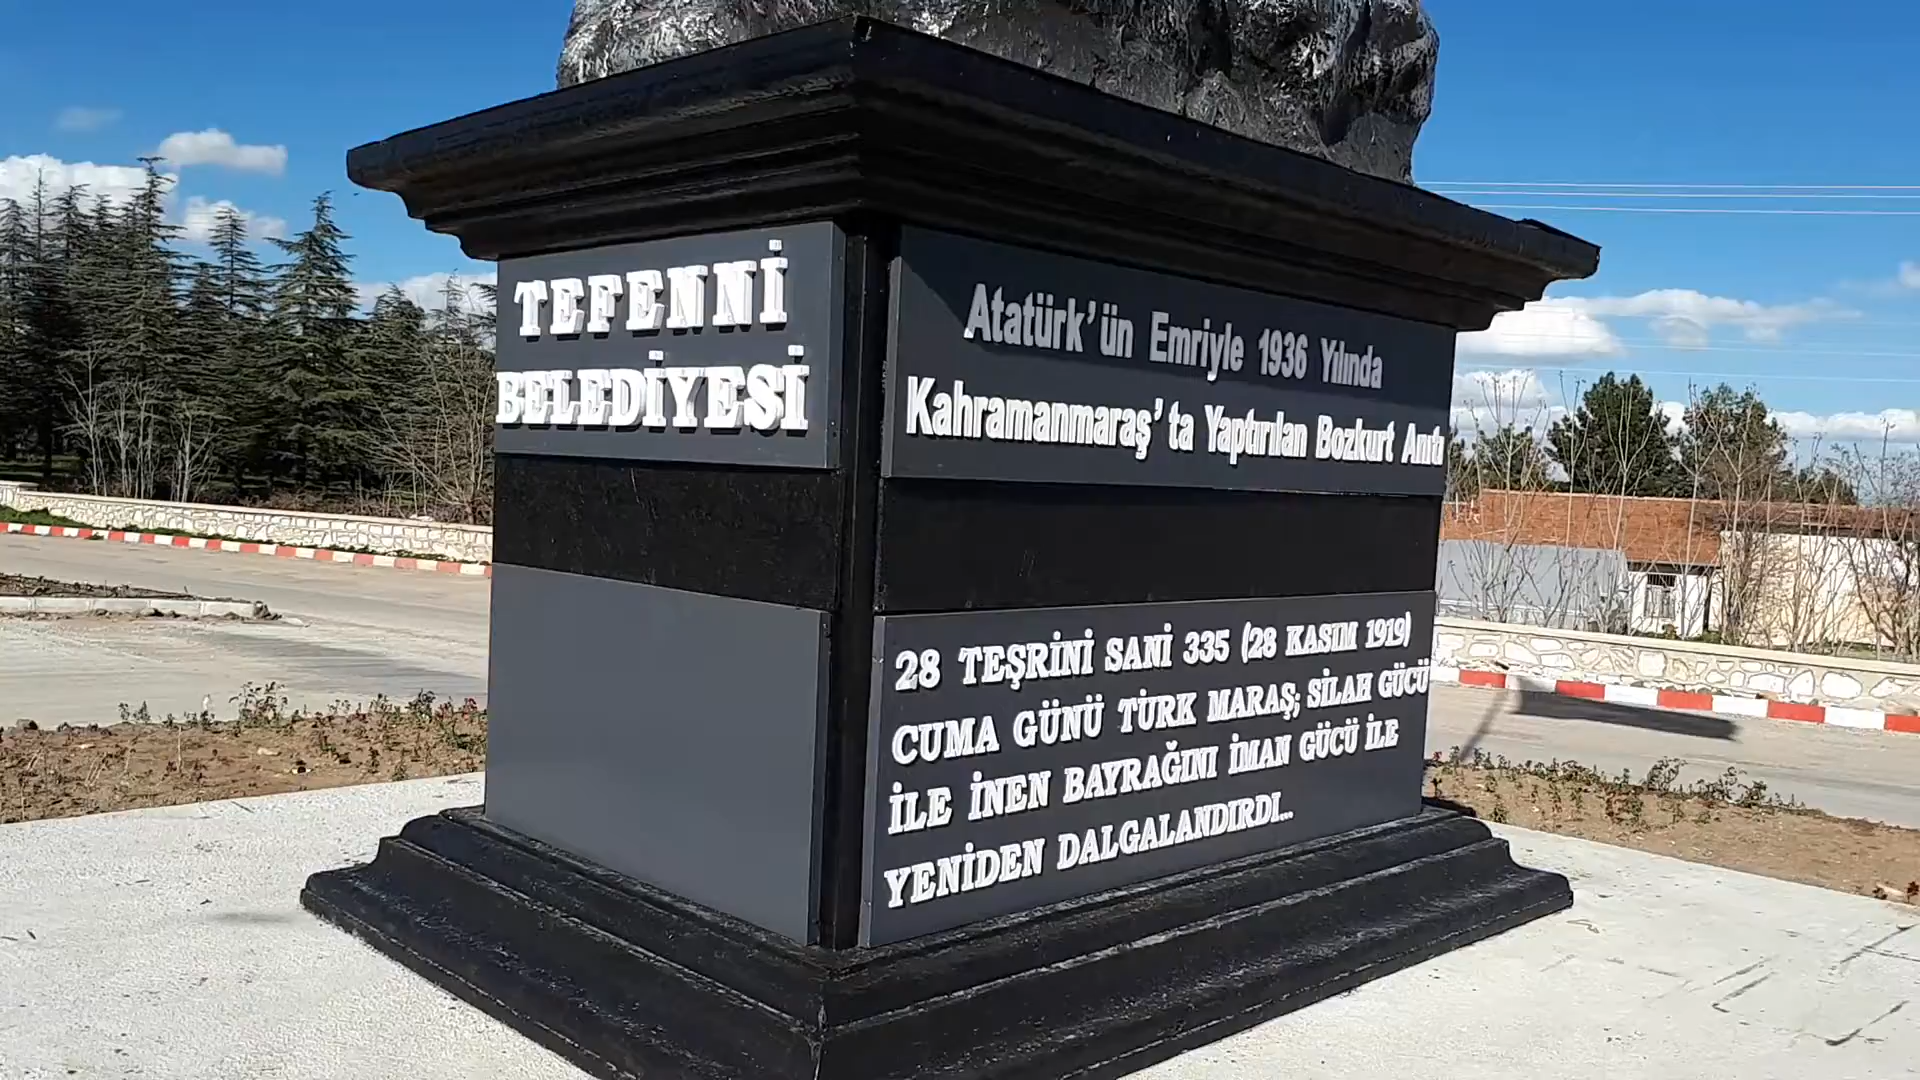 TEFENNİ
BELEDİYESİ
Atatürk'ün Emriyle 1936 Yılında
Kahramanmaraş'ta Yaptırılan Bozkurt Anıtı
28 TEŞRİNİ SANİ 335 (28 KASIM 1919)
CUMA GÜNÜ TÜRK MARAŞ; SİLAH GÜCÜ
İLE İNEN BAYRAĞINI İMAN GÜCÜ İLE
YENİDEN DALGALANDIRDI...